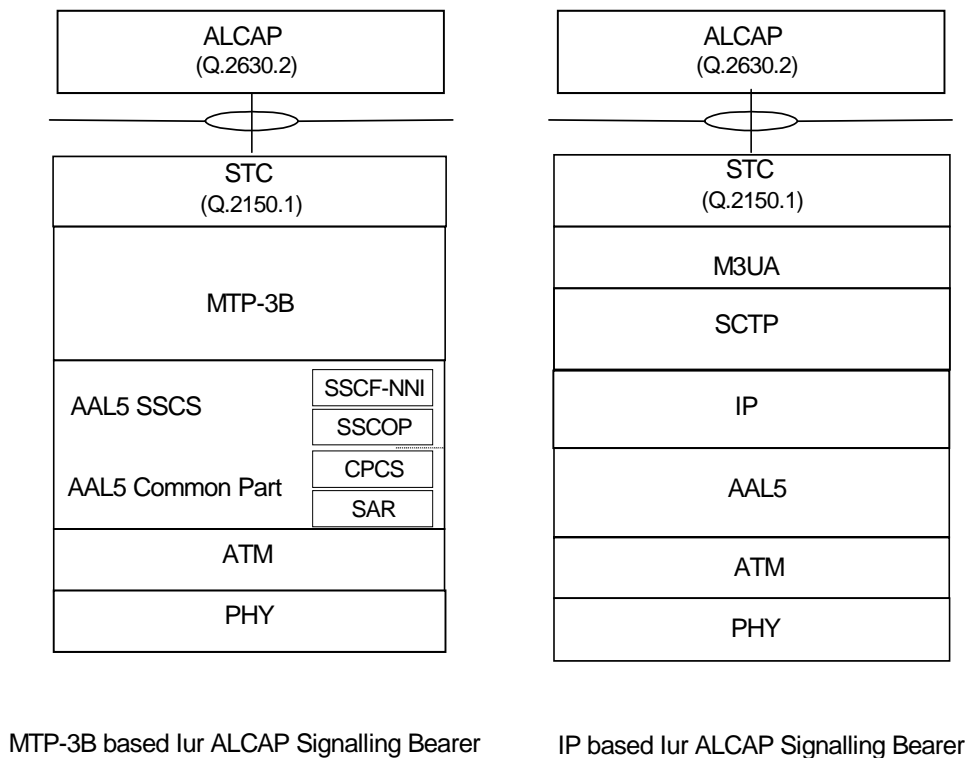 ALCAP
(Q.2630.2)
STC
(Q.2150.1)
MTP-3B
AAL5 SSCS
SSCF-NNI
SSCOP
AAL5 Common Part
CPCS
SAR
ATM
PHY
MTP-3B based Iur ALCAP Signalling Bearer
ALCAP
(Q.2630.2)
STC
(Q.2150.1)
M3UA
SCTP
IP
AAL5
ATM
PHY
IP based Iur ALCAP Signalling Bearer